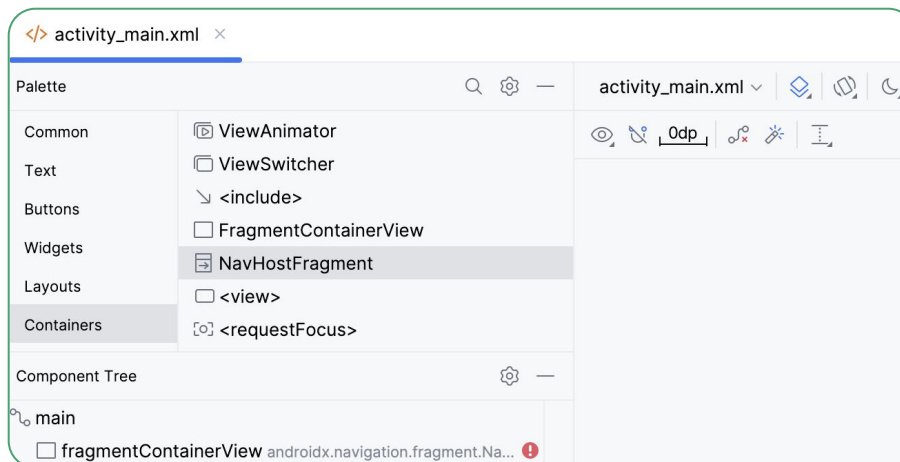 </> activity_main.xml ×
Palette
activity_main.xml
Common
Text
Buttons
Widgets
Layouts
Containers
ViewAnimator
ViewSwitcher
<include>
FragmentContainerView
NavHostFragment
<view>
<requestFocus>
0dp
Component Tree
main
fragmentContainerView androidx.navigation.fragment.Na...